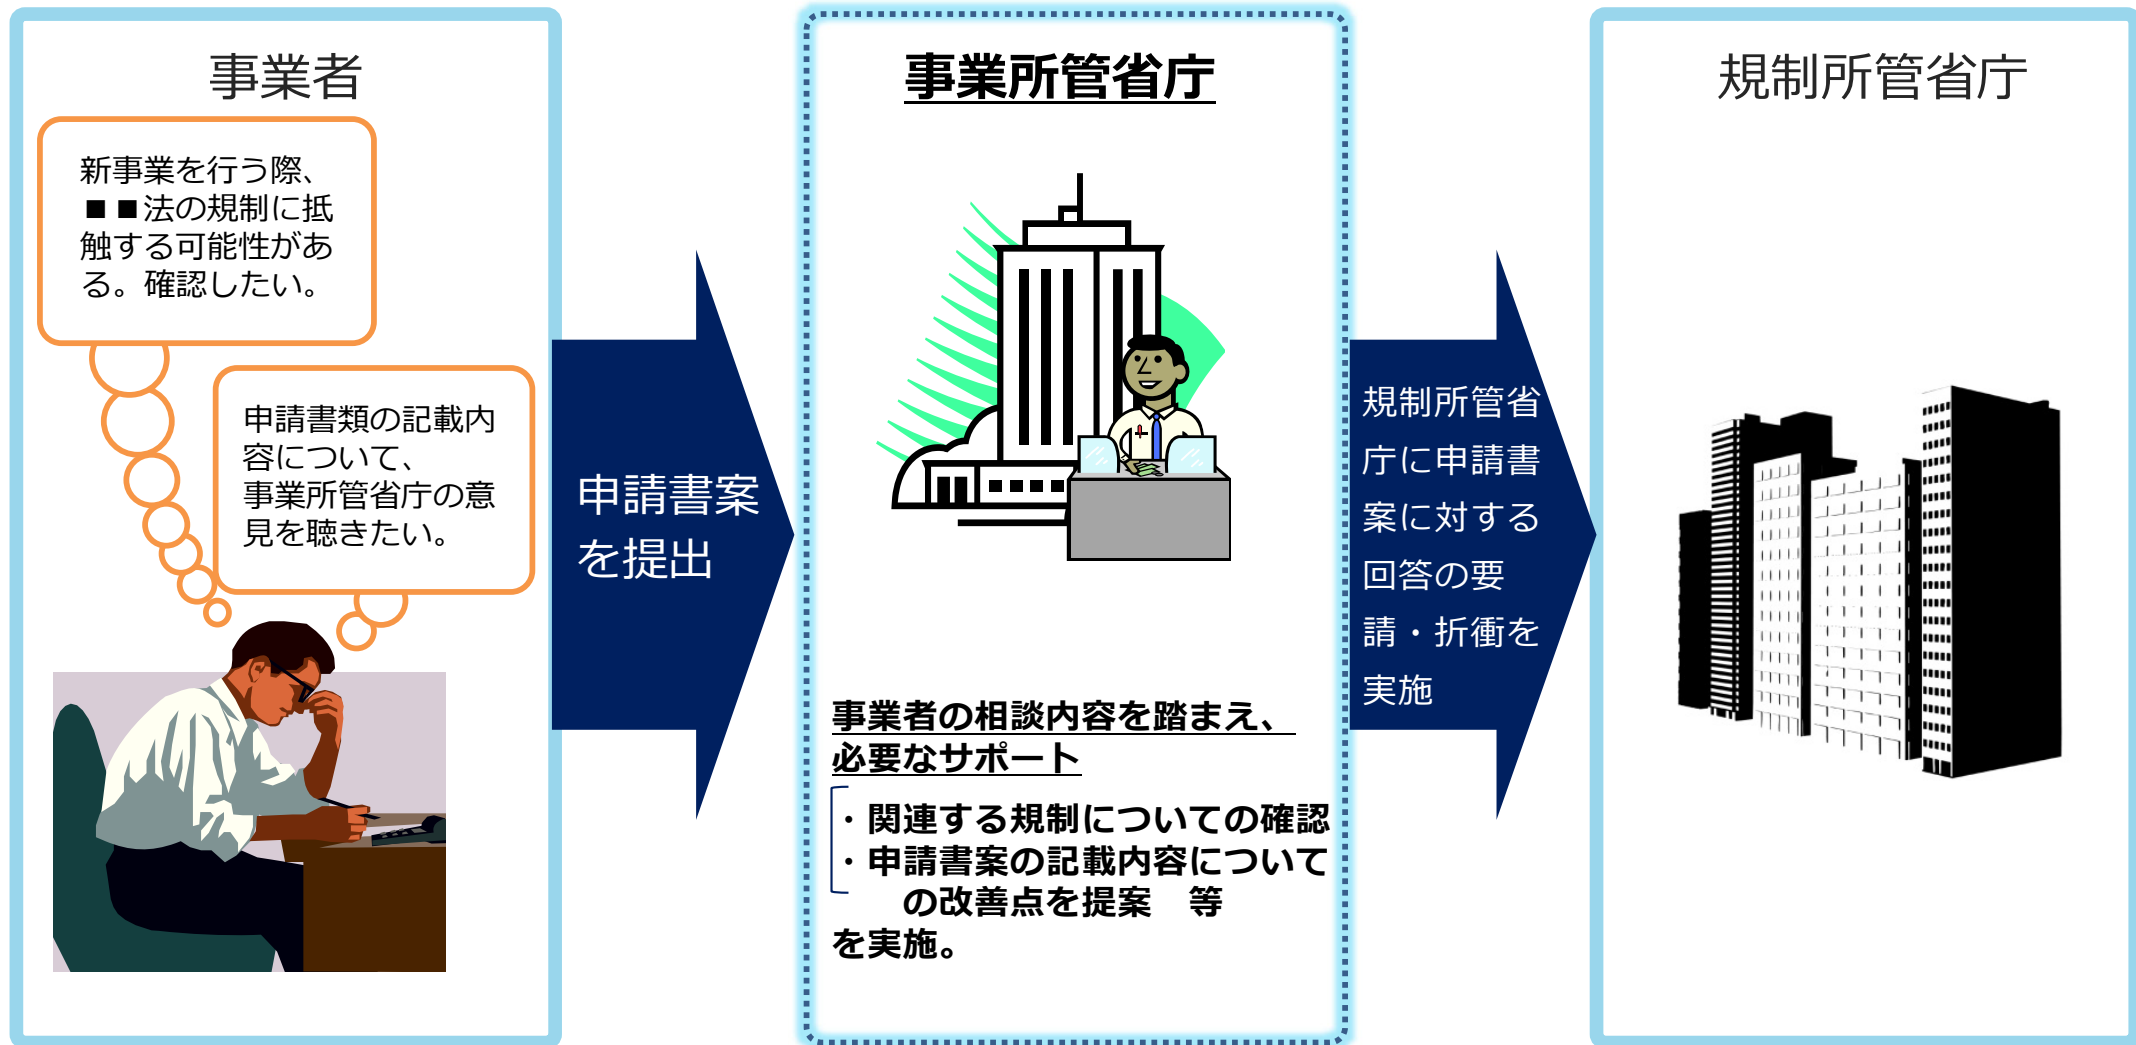 事業者
新事業を行う際、
■■法の規制に抵
触する可能性があ
る。確認したい。
申請書類の記載内
容について、
事業所管省庁の意
見を聴きたい。
申請書案
を提出
事業所管省庁
事業者の相談内容を踏まえ、
必要なサポート
・関連する規制についての確認
・申請書案の記載内容について
の改善点を提案　等
を実施。
規制所管省
庁に申請書
案に対する
回答の要
請・折衝を
実施
規制所管省庁